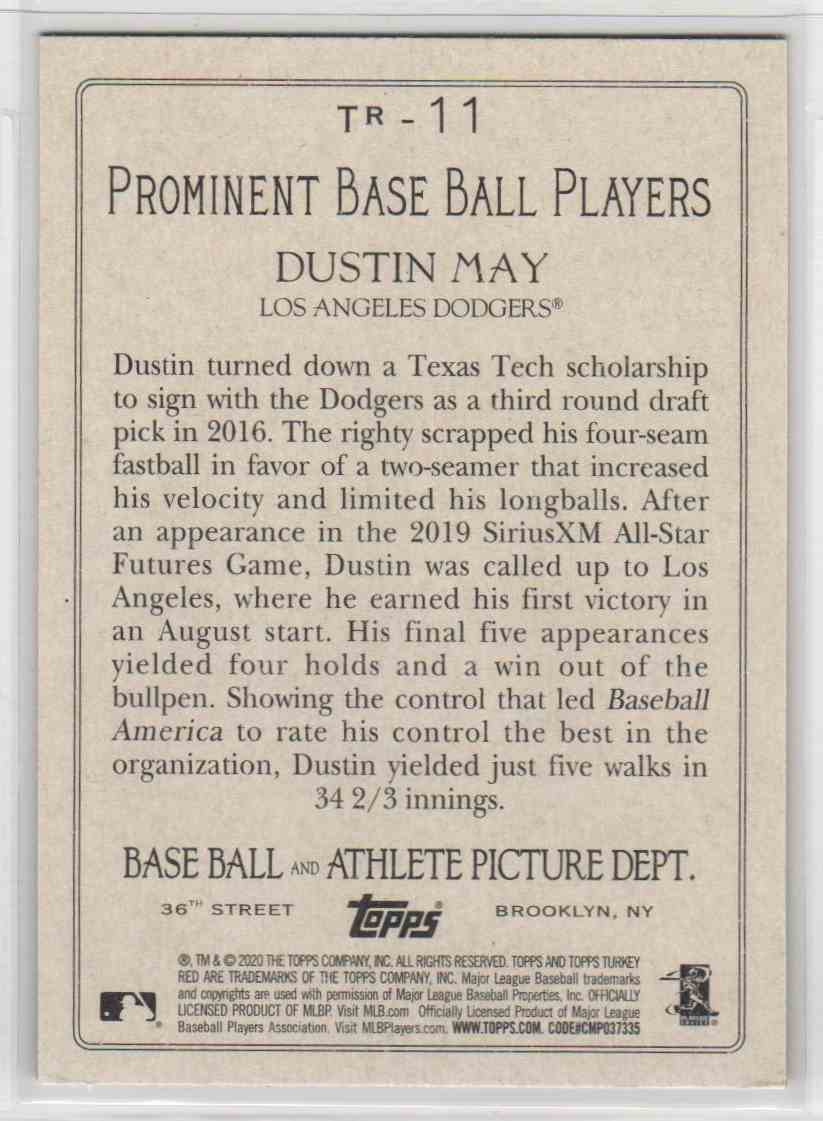 TR - 11
PROMINENT BASE BALL PLAYERS
DUSTIN MAY
LOS ANGELES DODGERS®
Dustin turned down a Texas Tech scholarship
to sign with the Dodgers as a third round draft
pick in 2016. The righty scrapped his four-seam
fastball in favor of a two-seamer that increased
his velocity and limited his longballs. After
an appearance in the 2019 SiriusXM All-Star
Futures Game, Dustin was called up to Los
Angeles, where he earned his first victory in
an August start. His final five appearances
yielded four holds and a win out of the
bullpen. Showing the control that led Baseball
America to rate his control the best in the
organization, Dustin yielded just five walks in
34 2/3 innings.
BASE BALL AND ATHLETE PICTURE DEPT.
36TH STREET Topps® BROOKLYN, NY
®, TM & © 2020 THE TOPPS COMPANY, INC. ALL RIGHTS RESERVED. TOPPS AND TOPPS TURKEY
RED ARE TRADEMARKS OF THE TOPPS COMPANY, INC. Major League Baseball trademarks
and copyrights are used with permission of Major League Baseball Properties, Inc. OFFICIALLY
LICENSED PRODUCT OF MLBP. Visit MLB.com Officially Licensed Product of Major League
Baseball Players Association. Visit MLBPlayers.com. WWW.TOPPS.COM. CODE#CMP037335